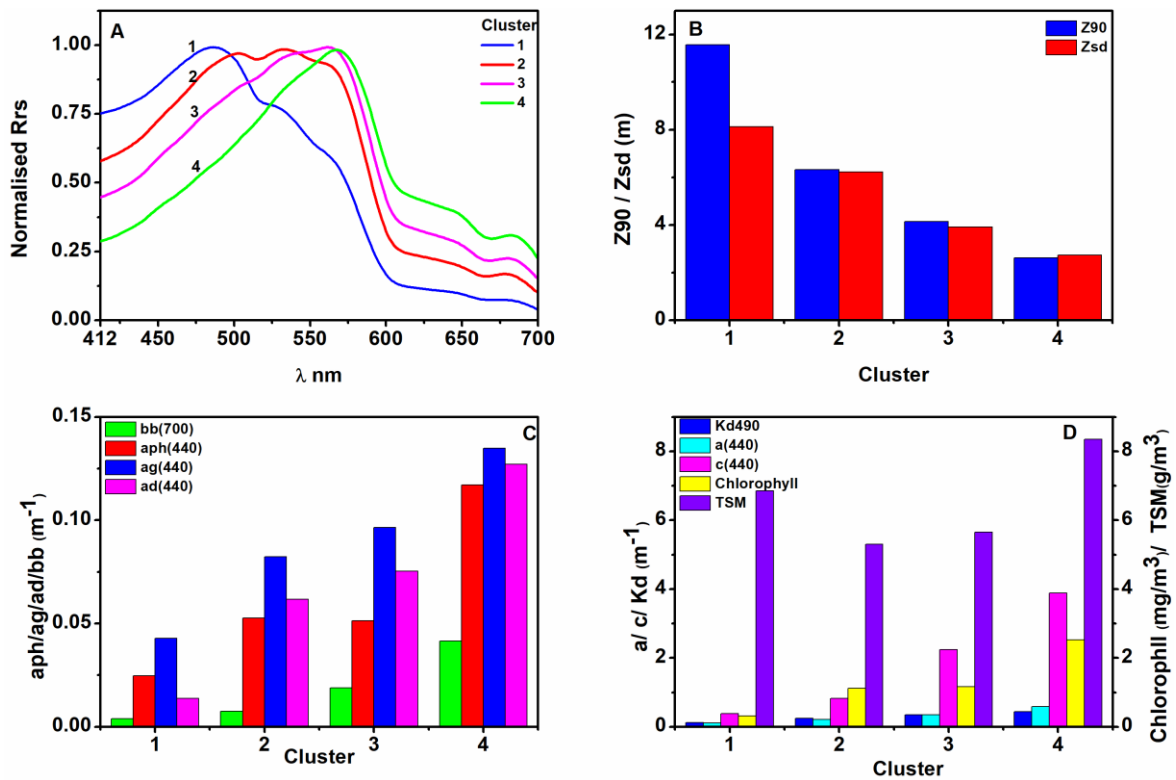 A
Cluster
1
2
3
4
1
2
3
4
1.00
0.75
0.50
0.25
0.00
Normalised Rrs
412 450 500 550 600 650 700
λ nm
B
Z90
Zsd
12
8
4
0
Z90 / Zsd (m)
1 2 3 4
Cluster
C
bb(700)
aph(440)
ag(440)
ad(440)
0.15
0.10
0.05
0.00
aph/ag/ad/bb (m⁻¹)
1 2 3 4
Cluster
D
Kd490
a(440)
c(440)
Chlorophyll
TSM
8
6
4
2
0
a/ c/ Kd (m⁻¹)
8
6
4
2
0
Chlorophll (mg/m3)/ TSM(g/m3)
1 2 3 4
Cluster